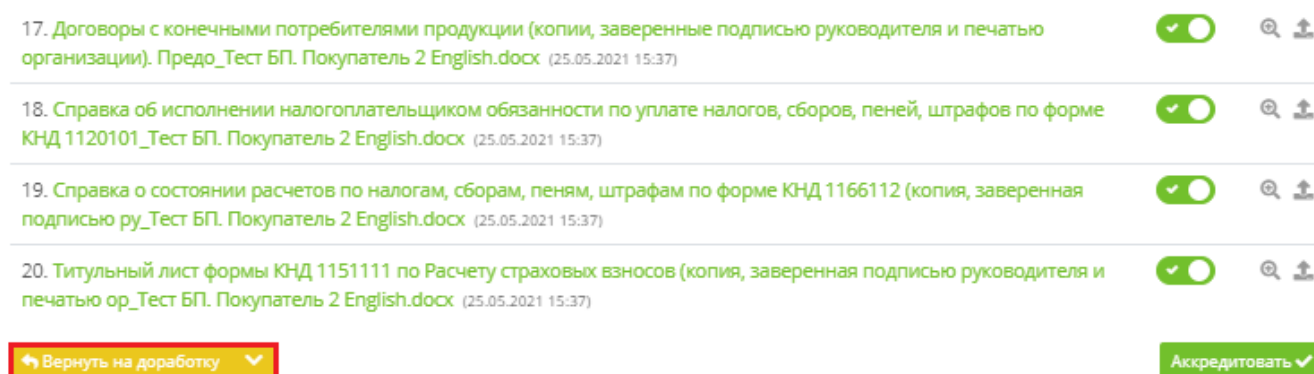 17. Договоры с конечными потребителями продукции (копии, заверенные подписью руководителя и печатью
организации). Предо_Тест БП. Покупатель 2 English.docx (25.05.2021 15:37)
18. Справка об исполнении налогоплательщиком обязанности по уплате налогов, сборов, пеней, штрафов по форме
КНД 1120101_Тест БП. Покупатель 2 English.docx (25.05.2021 15:37)
19. Справка о состоянии расчетов по налогам, сборам, пеням, штрафам по форме КНД 1166112 (копия, заверенная
подписью ру_Тест БП. Покупатель 2 English.docx (25.05.2021 15:37)
20. Титульный лист формы КНД 1151111 по Расчету страховых взносов (копия, заверенная подписью руководителя и
печатью ор_Тест БП. Покупатель 2 English.docx (25.05.2021 15:37)
Вернуть на доработку
Аккредитовать